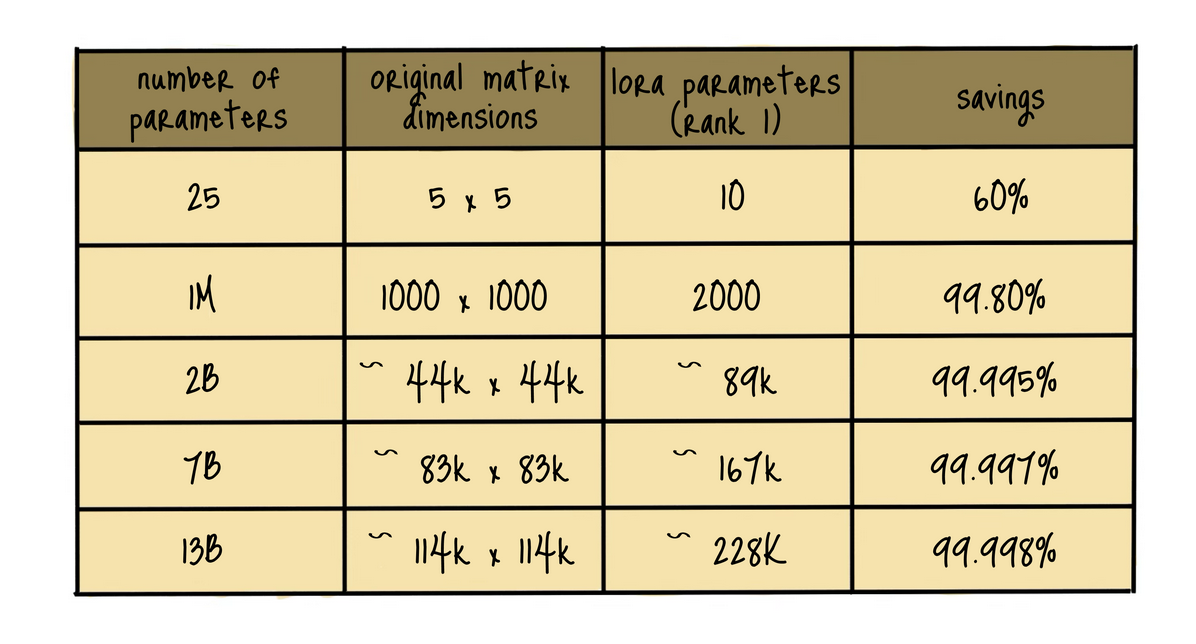 number of parameters | original matrix dimensions | lora parameters (rank 1) | savings
25 | 5 x 5 | 10 | 60%
1M | 1000 x 1000 | 2000 | 99.80%
2B | ~ 44k x 44k | ~ 89k | 99.995%
7B | ~ 83k x 83k | ~ 167k | 99.997%
13B | ~ 114k x 114k | ~ 228K | 99.998%